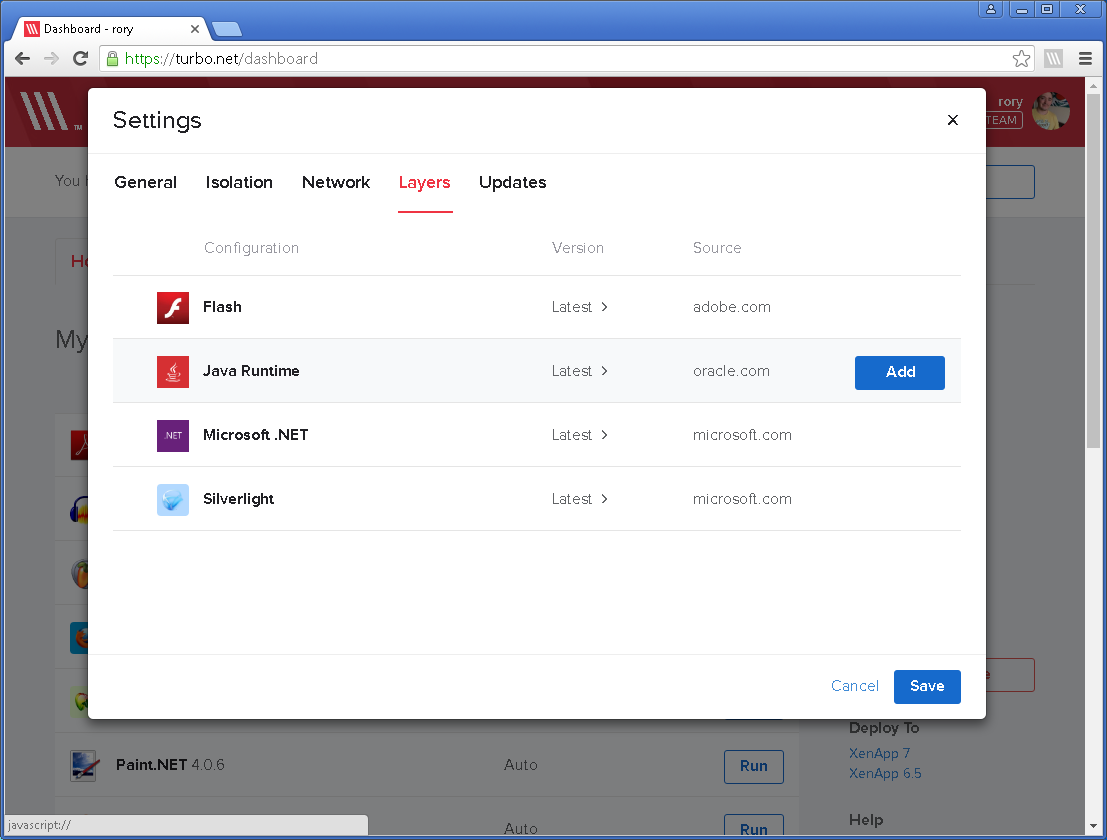 Dashboard - rory
https://turbo.net/dashboard
TM
rory
TEAM
Settings
You
General Isolation Network Layers Updates
Configuration Version Source
Flash Latest > adobe.com
My
Java Runtime Latest > oracle.com Add
.NET Microsoft .NET Latest > microsoft.com
Silverlight Latest > microsoft.com
Cancel Save
Deploy To
Paint.NET 4.0.6 Auto Run
XenApp 7
XenApp 6.5
Help
javascript://
Auto Run